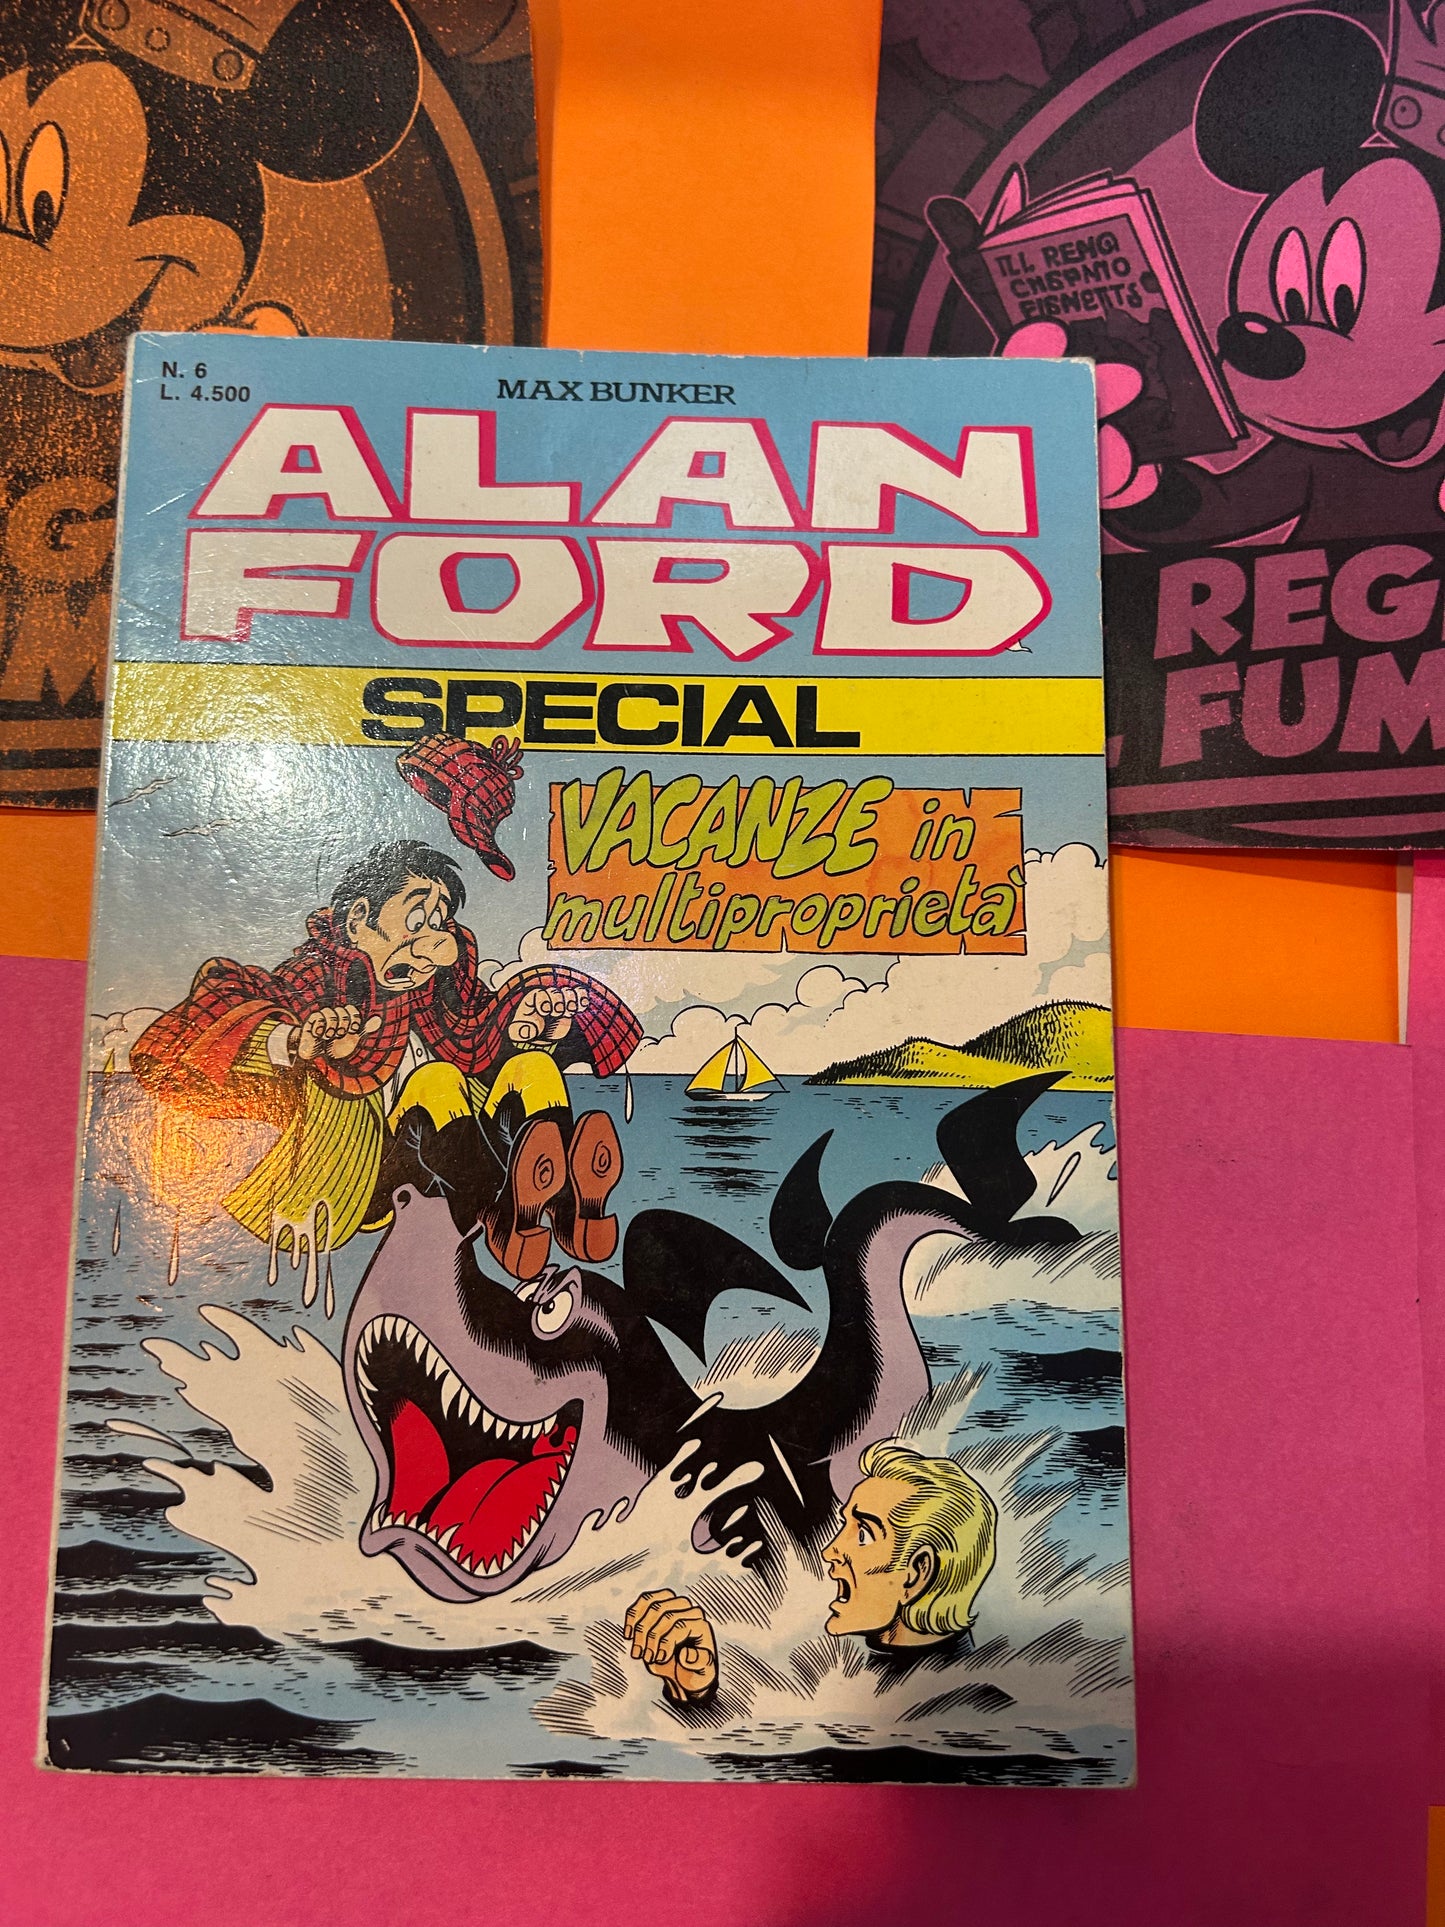 N. 6
L. 4.500
MAX BUNKER
ALAN
FORD
SPECIAL
VACANZE in
multiproprietà
REG
FUM